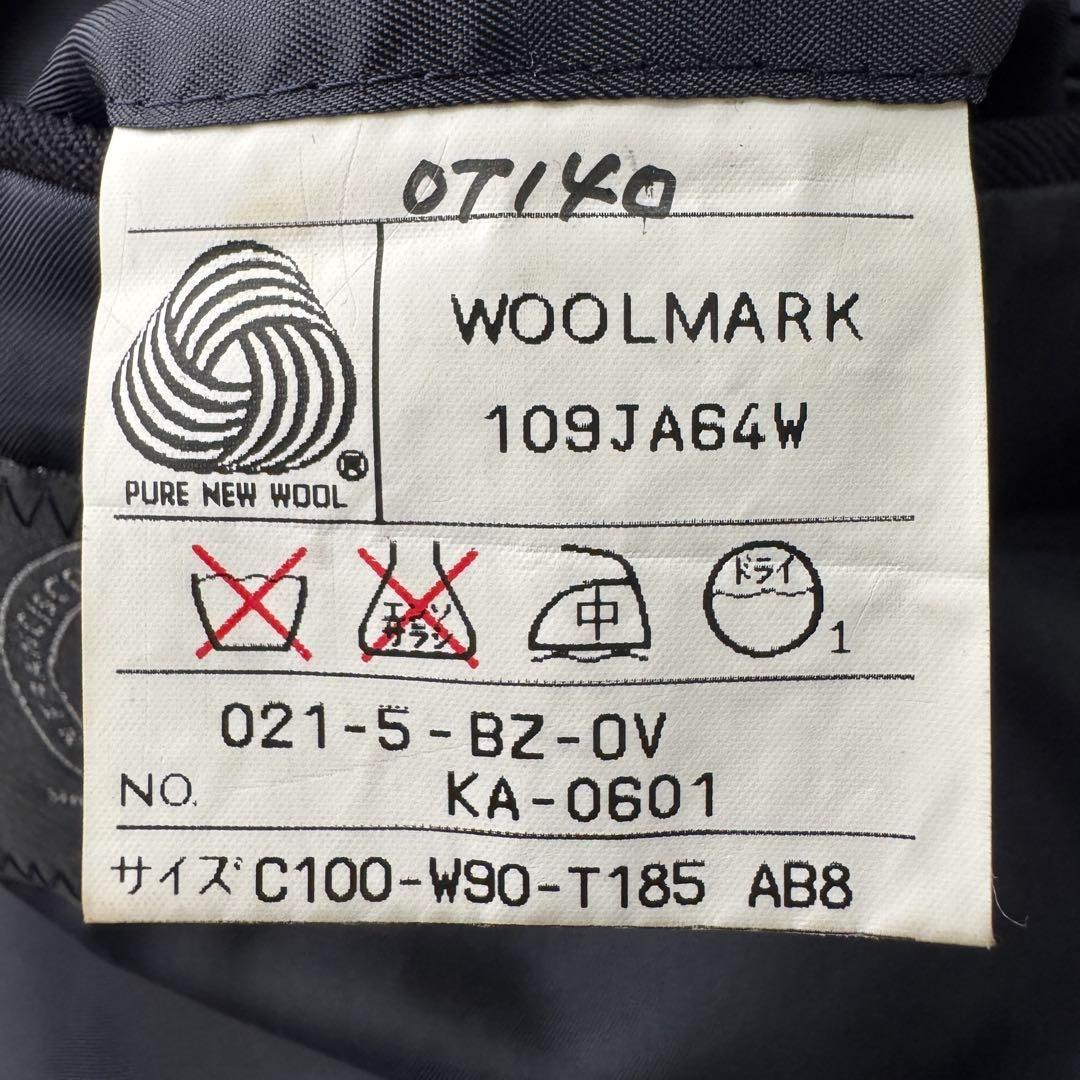 OT140
WOOLMARK
109JA64W
®
PURE NEW WOOL
エンソ
サラシ
中
ドライ
1
021-5-BZ-OV
NO. KA-0601
サイズ C100-W90-T185 AB8